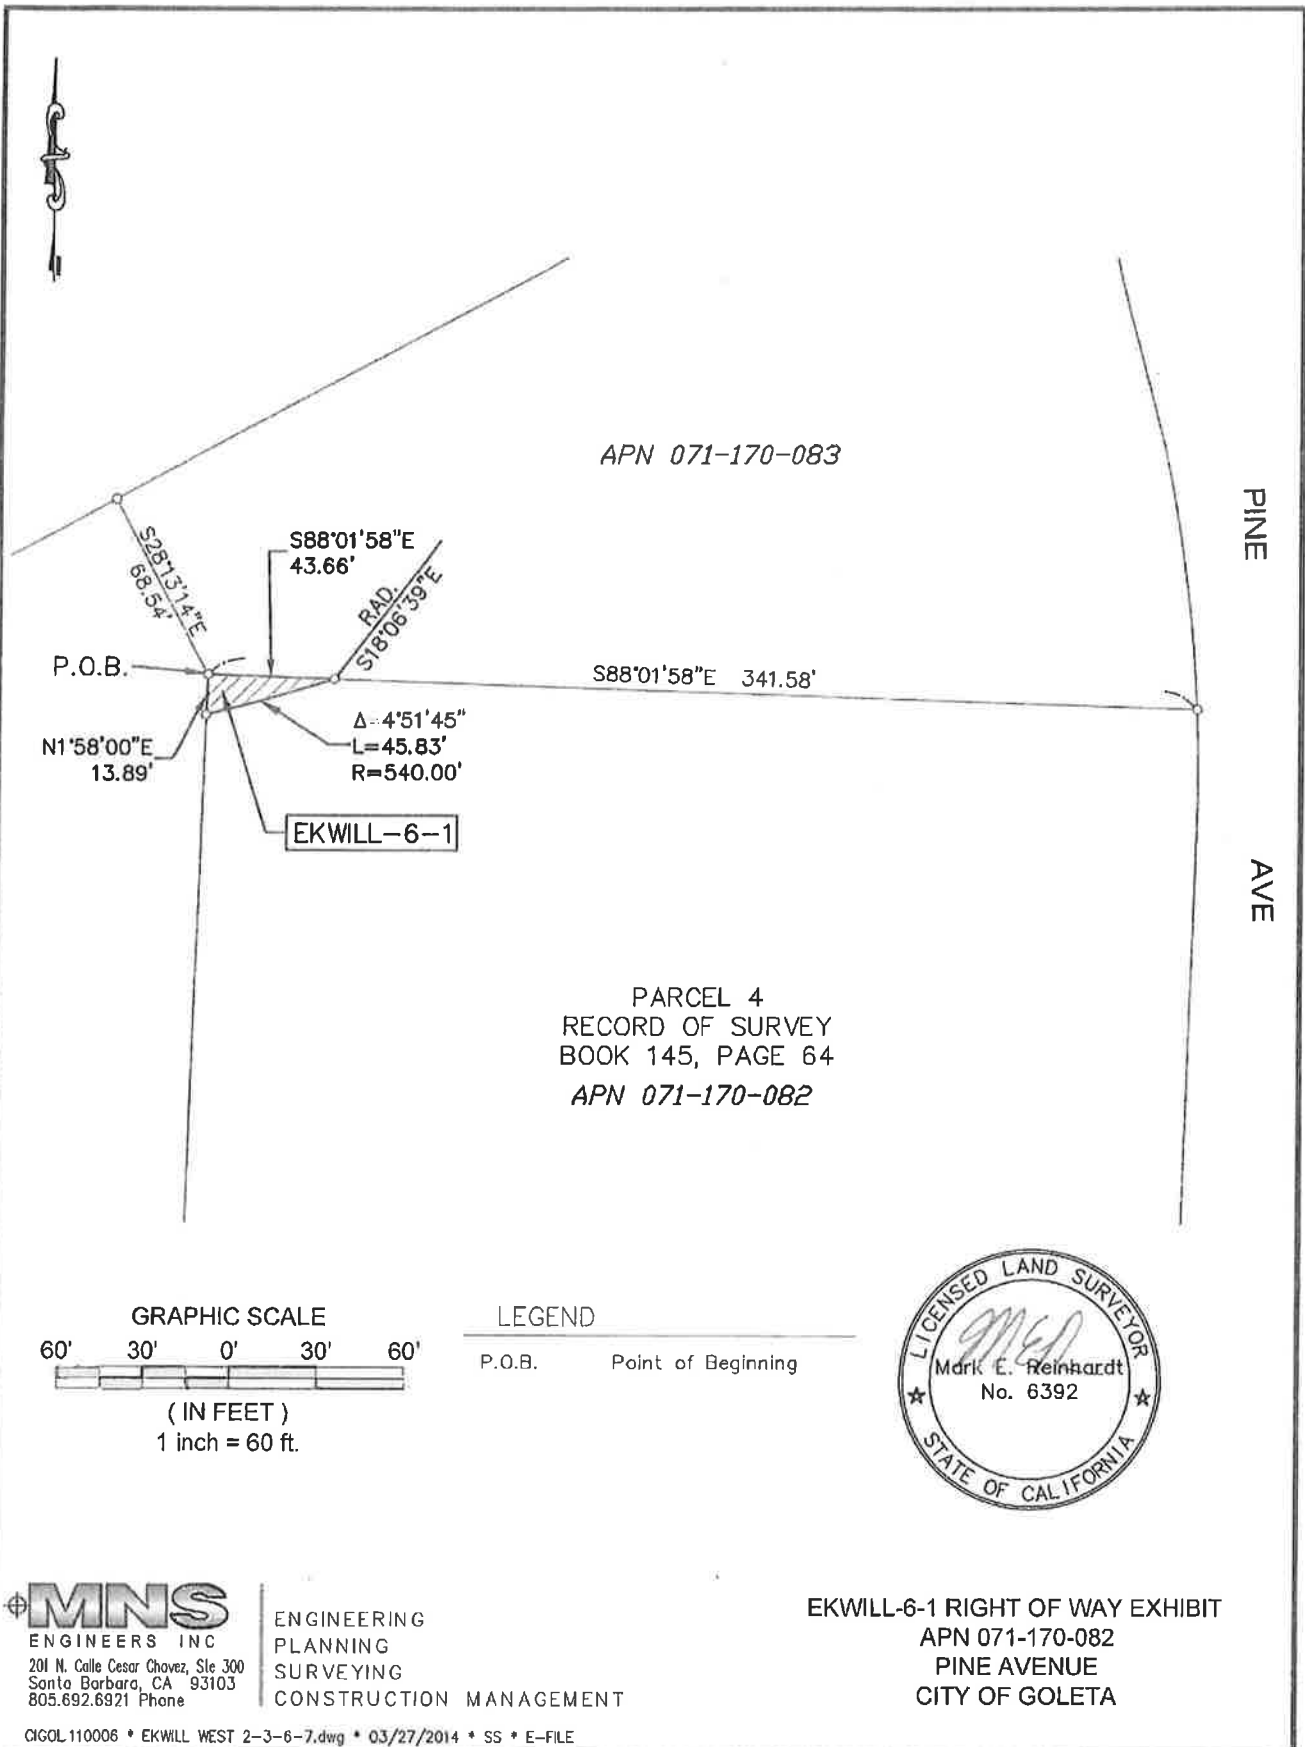 APN 071-170-083
PINE
AVE
S28°13'14"E
68.54'
S88°01'58"E
43.66'
RAD.
S18°06'39"E
P.O.B.
S88°01'58"E 341.58'
N1°58'00"E
13.89'
Δ=4°51'45"
L=45.83'
R=540.00'
EKWILL-6-1
PARCEL 4
RECORD OF SURVEY
BOOK 145, PAGE 64
APN 071-170-082
GRAPHIC SCALE
60' 30' 0' 30' 60'
( IN FEET )
1 inch = 60 ft.
LEGEND
P.O.B. Point of Beginning
LICENSED LAND SURVEYOR
Mark E. Reinhardt
No. 6392
STATE OF CALIFORNIA
MNS
ENGINEERS INC
201 N. Calle Cesar Chavez, Ste 300
Santa Barbara, CA 93103
805.692.6921 Phone
ENGINEERING
PLANNING
SURVEYING
CONSTRUCTION MANAGEMENT
EKWILL-6-1 RIGHT OF WAY EXHIBIT
APN 071-170-082
PINE AVENUE
CITY OF GOLETA
CIGOL110006 * EKWILL WEST 2-3-6-7.dwg * 03/27/2014 * SS * E-FILE